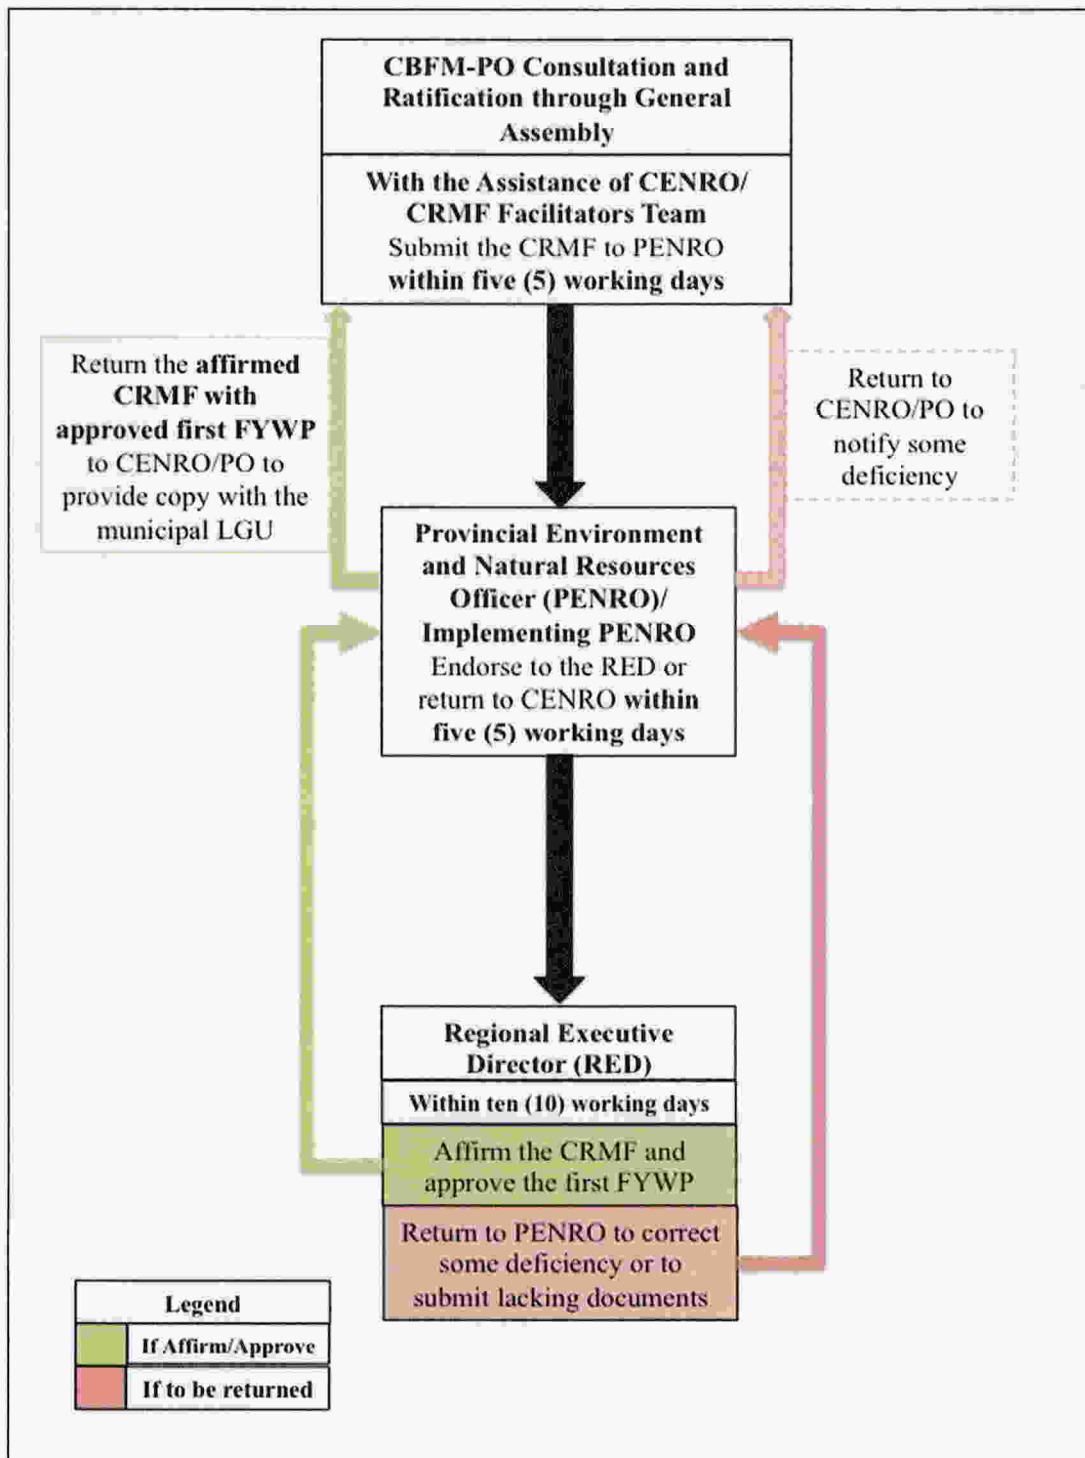 CBFM-PO Consultation and
Ratification through General
Assembly
With the Assistance of CENRO/
CRMF Facilitators Team
Submit the CRMF to PENRO
within five (5) working days
Return the affirmed
CRMF with
approved first FYWP
to CENRO/PO to
provide copy with the
municipal LGU
Return to
CENRO/PO to
notify some
deficiency
Provincial Environment
and Natural Resources
Officer (PENRO)/
Implementing PENRO
Endorse to the RED or
return to CENRO within
five (5) working days
Regional Executive
Director (RED)
Within ten (10) working days
Affirm the CRMF and
approve the first FYWP
Return to PENRO to correct
some deficiency or to
submit lacking documents
Legend
If Affirm/Approve
If to be returned